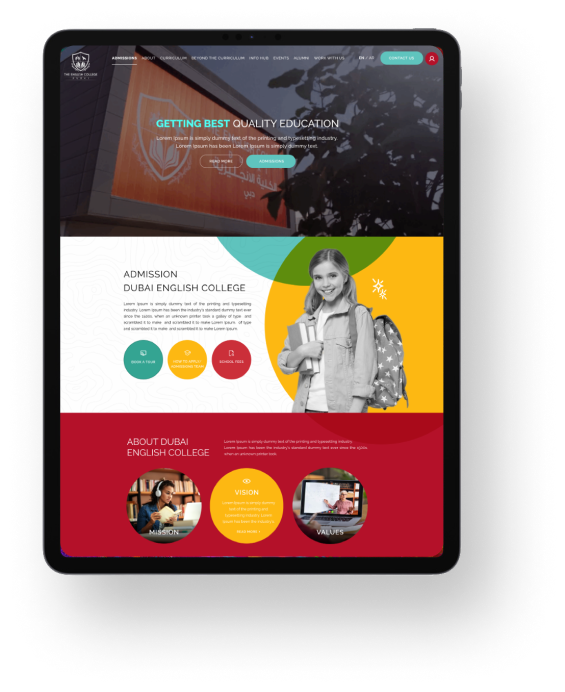 THE ENGLISH COLLEGE
DUBAI
ADMISSIONS ABOUT CURRICULUM BEYOND THE CURRICULUM INFO HUB EVENTS ALUMNI WORK WITH US EN / AR CONTACT US
GETTING BEST QUALITY EDUCATION
Lorem Ipsum is simply dummy text of the printing and typesetting industry.
Lorem Ipsum has been Lorem Ipsum is simply dummy text.
READ MORE ADMISSIONS
ADMISSION
DUBAI ENGLISH COLLEGE
Lorem Ipsum is simply dummy text of the printing and typesetting
industry. Lorem Ipsum has been the industry's standard dummy text ever
since the 1500s, when an unknown printer took a galley of type and
scrambled it to make and scrambled it to make Lorem Ipsum of type
and scrambled it to make Lorem Ipsum.
BOOK A TOUR
HOW TO APPLY
SCHOOL FEES
ABOUT DUBAI
ENGLISH COLLEGE
Lorem Ipsum is simply dummy text of the printing and typesetting industry.
Lorem Ipsum has been the industry's standard dummy text ever since the 1500s,
when an unknown printer took
MISSION
VISION
Lorem Ipsum is simply dummy
text of the printing and
typesetting industry. Lorem
Ipsum has been the industry's
READ MORE
VALUES